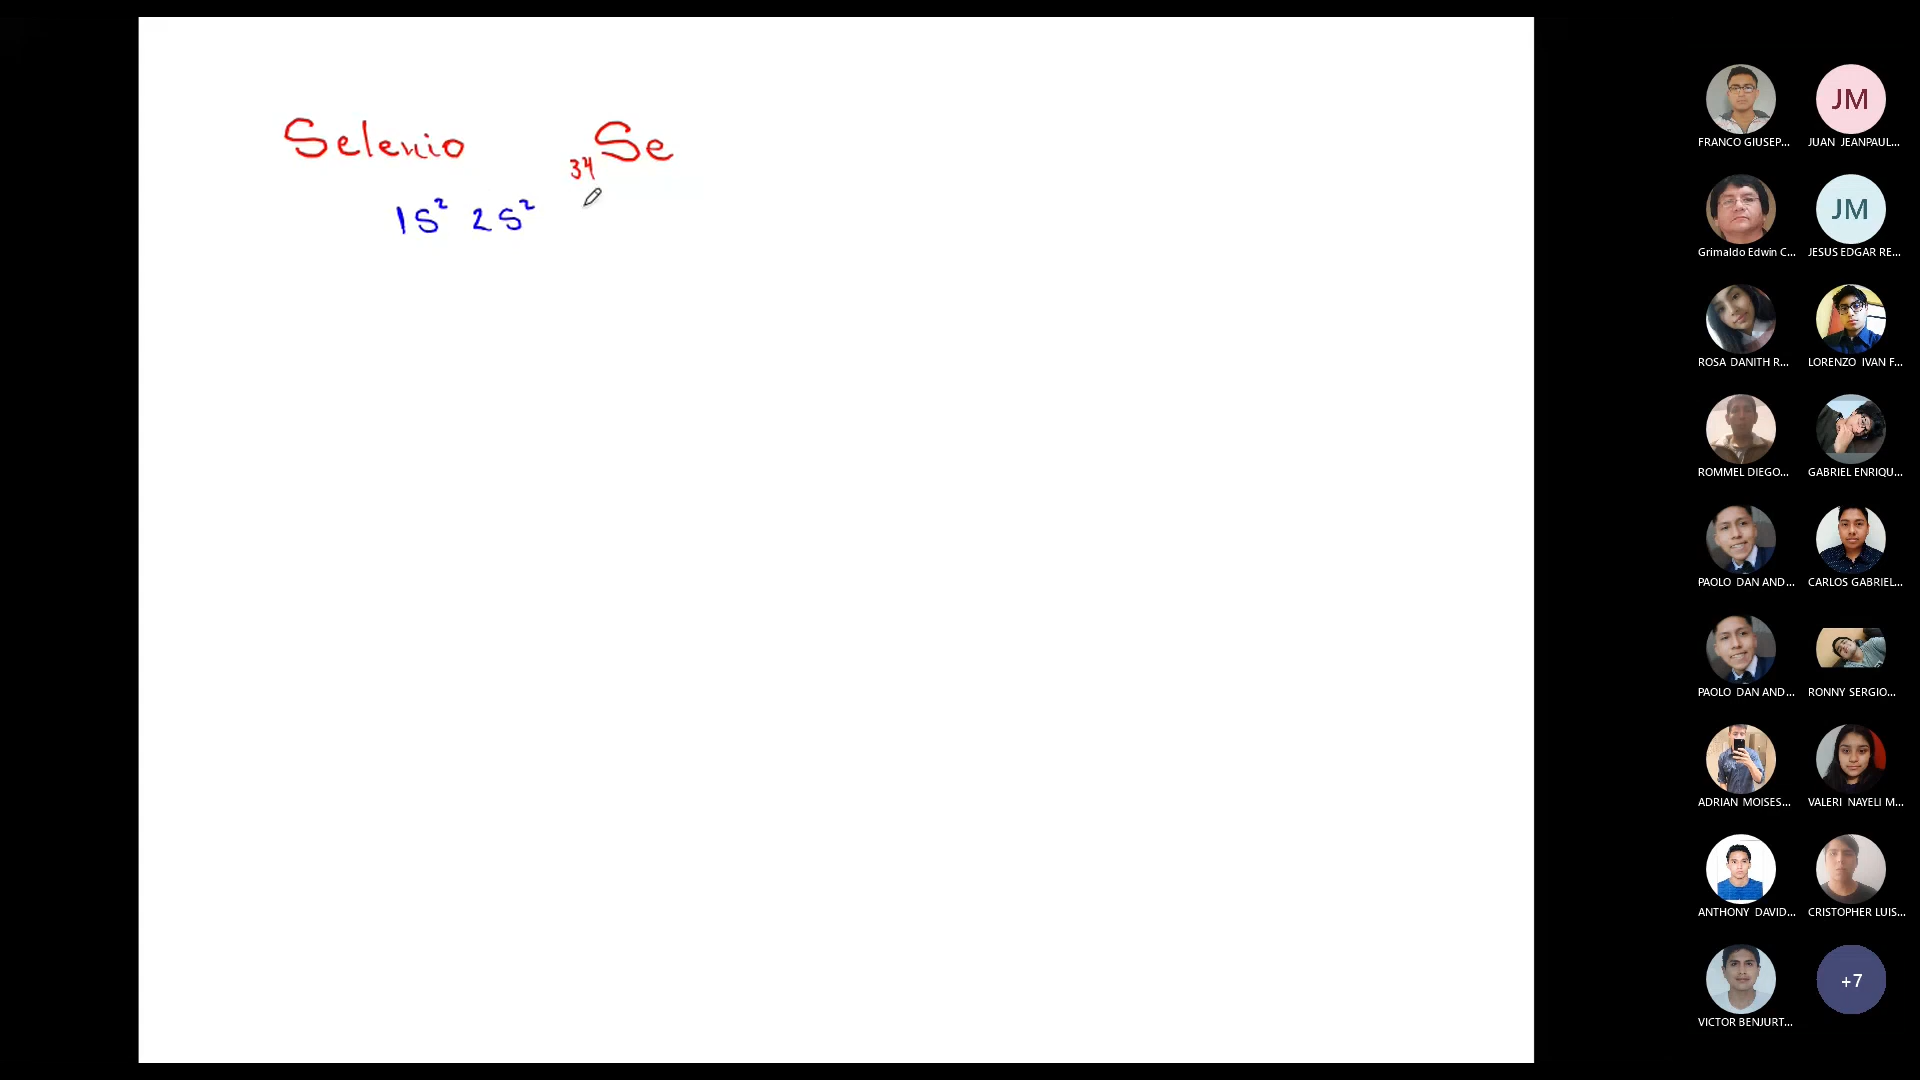 Selenio ₃₄Se
1s² 2s²
FRANCO GIUSEP... JUAN JEANPAUL...
JM
Grimaldo Edwin C... JESUS EDGAR RE...
JM
ROSA DANITH R... LORENZO IVAN F...
ROMMEL DIEGO... GABRIEL ENRIQU...
PAOLO DAN AND... CARLOS GABRIEL...
PAOLO DAN AND... RONNY SERGIO...
ADRIAN MOISES... VALERI NAYELI M...
ANTHONY DAVID... CRISTOPHER LUIS...
+7
VICTOR BENJURT...